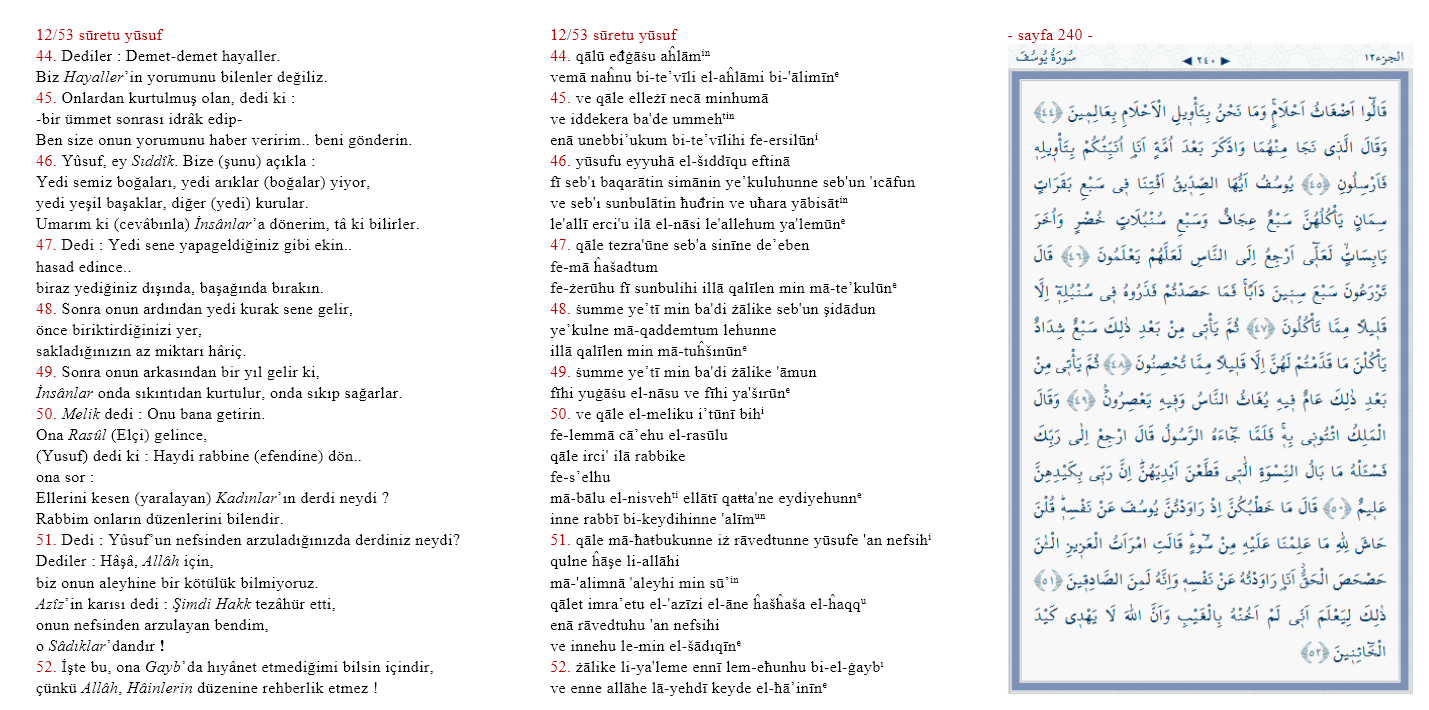 12/53 sūretu yūsuf
44. Dediler : Demet-demet hayaller.
Biz Hayaller’in yorumunu bilenler değiliz.
45. Onlardan kurtulmuş olan, dedi ki :
-bir ümmet sonrası idrâk edip-
Ben size onun yorumunu haber veririm.. beni gönderin.
46. Yûsuf, ey Sıddîk. Bize (şunu) açıkla :
Yedi semiz boğaları, yedi arıklar (boğalar) yiyor,
yedi yeşil başaklar, diğer (yedi) kurular.
Umarım ki (cevâbınla) İnsânlar’a dönerim, tâ ki bilirler.
47. Dedi : Yedi sene yapageldiğiniz gibi ekin..
hasad edince..
biraz yediğiniz dışında, başağında bırakın.
48. Sonra onun ardından yedi kurak sene gelir,
önce biriktirdiğinizi yer,
sakladığınızın az miktarı hâriç.
49. Sonra onun arkasından bir yıl gelir ki,
İnsânlar onda sıkıntıdan kurtulur, onda sıkıp sağarlar.
50. Melik dedi : Onu bana getirin.
Ona Rasûl (Elçi) gelince,
(Yusuf) dedi ki : Haydi rabbine (efendine) dön..
ona sor :
Ellerini kesen (yaralayan) Kadınlar’ın derdi neydi ?
Rabbim onların düzenlerini bilendir.
51. Dedi : Yûsuf’un nefsinden arzuladığınızda derdiniz neydi?
Dediler : Hâşâ, Allâh için,
biz onun aleyhine bir kötülük bilmiyoruz.
Azîz’in karısı dedi : Şimdi Hakk tezâhür etti,
onun nefsinden arzulayan bendim,
o Sâdıklar’dandır !
52. İşte bu, ona Gayb’da hıyânet etmediğimi bilsin içindir,
çünkü Allâh, Hâinlerin düzenine rehberlik etmez !
12/53 sūretu yūsuf
44. qālū eđġāŝu aĥlāmⁱⁿ
vemā naĥnu bi-te’vīli el-aĥlāmi bi-'ālimīnᵉ
45. ve qāle elleżī necā minhumā
ve iddekera ba'de ummehᵗⁱⁿ
enā unebbi’ukum bi-te’vīlihi fe-ersilūnⁱ
46. yūsufu eyyuhā el-šıddīqu eftinā
fī seb'ı baqarātin simānin ye’kuluhunne seb'un 'ıcāfun
ve seb'ı sunbulātin ħuđrin ve uħara yābisātⁱⁿ
le'allī erci'u ilā el-nāsi le'allehum ya'lemūnᵉ
47. qāle tezra'ūne seb'a sinīne de’eben
fe-mā ĥašadtum
fe-żerūhu fī sunbulihi illā qalīlen min mā-te’kulūnᵉ
48. ŝumme ye’tī min ba'di żālike seb'un şidādun
ye’kulne mā-qaddemtum lehunne
illā qalīlen min mā-tuĥšınūnᵉ
49. ŝumme ye’tī min ba'di żālike 'āmun
fīhi yuġāŝu el-nāsu ve fīhi ya'šırūnᵉ
50. ve qāle el-meliku i’tūnī bihⁱ
fe-lemmā cā’ehu el-rasūlu
qāle irci' ilā rabbike
fe-s’elhu
mā-bālu el-nisvehᵗⁱ ellātī qaŧŧa'ne eydiyehunnᵉ
inne rabbī bi-keydihinne 'alīmᵘⁿ
51. qāle mā-ħaŧbukunne iż rāvedtunne yūsufe 'an nefsihⁱ
qulne ĥāşe li-allāhi
mā-'alimnā 'aleyhi min sū’ⁱⁿ
qālet imra’etu el-'azīzi el-āne ĥašĥaša el-ĥaqqᵘ
enā rāvedtuhu 'an nefsihi
ve innehu le-min el-šādıqīnᵉ
52. żālike li-ya'leme ennī lem-eħunhu bi-el-ġaybⁱ
ve enne allāhe lā-yehdī keyde el-ħā’inīnᵉ
- sayfa 240 -
الجزء ١٢ ◀ ٢٤٠ ▶ سُورَةُ يُوسُفَ
قَالُٓوا اَضْغَاثُ اَحْلَامٍۚ وَمَا نَحْنُ بِتَأْو۪يلِ الْاَحْلَامِ بِعَالِم۪ينَ ﴿٤٤﴾
وَقَالَ الَّذ۪ي نَجَا مِنْهُمَا وَادَّكَرَ بَعْدَ اُمَّةٍ اَنَا۬ اُنَبِّئُكُمْ بِتَأْو۪يلِه۪
فَاَرْسِلُونِ ﴿٤٥﴾ يُوسُفُ اَيُّهَا الصِّدّ۪يقُ اَفْتِنَا ف۪ي سَبْعِ بَقَرَاتٍ
سِمَانٍ يَأْكُلُهُنَّ سَبْعٌ عِجَافٌ وَسَبْعِ سُنْبُلَاتٍ خُضْرٍ وَاُخَرَ
يَابِسَاتٍۙ لَعَلّ۪ٓي اَرْجِعُ اِلَى النَّاسِ لَعَلَّهُمْ يَعْلَمُونَ ﴿٤٦﴾ قَالَ
تَزْرَعُونَ سَبْعَ سِن۪ينَ دَاَبًاۚ فَمَا حَصَدْتُمْ فَذَرُوهُ ف۪ي سُنْبُلِه۪ٓ اِلَّا
قَل۪يلًا مِمَّا تَأْكُلُونَ ﴿٤٧﴾ ثُمَّ يَأْت۪ي مِنْ بَعْدِ ذٰلِكَ سَبْعٌ شِدَادٌ
يَأْكُلْنَ مَا قَدَّمْتُمْ لَهُنَّ اِلَّا قَل۪يلًا مِمَّا تُحْصِنُونَ ﴿٤٨﴾ ثُمَّ يَأْت۪ي مِنْ
بَعْدِ ذٰلِكَ عَامٌ ف۪يهِ يُغَاثُ النَّاسُ وَف۪يهِ يَعْصِرُونَ۟ ﴿٤٩﴾ وَقَالَ
الْمَلِكُ ائْتُون۪ي بِه۪ۚ فَلَمَّا جَٓاءَهُ الرَّسُولُ قَالَ ارْجِعْ اِلٰى رَبِّكَ
فَسْـَٔلْهُ مَا بَالُ النِّسْوَةِ الّٰت۪ي قَطَّعْنَ اَيْدِيَهُنَّۜ اِنَّ رَبّ۪ي بِكَيْدِهِنَّ
عَل۪يمٌ ﴿٥٠﴾ قَالَ مَا خَطْبُكُنَّ اِذْ رَاوَدْتُنَّ يُوسُفَ عَنْ نَفْسِه۪ۜ قُلْنَ
حَاشَ لِلّٰهِ مَا عَلِمْنَا عَلَيْهِ مِنْ سُٓوءٍۜ قَالَتِ امْرَاَتُ الْعَز۪يزِ الْـٰٔنَ
حَصْحَصَ الْحَقُّۘ اَنَا۬ رَاوَدْتُهُ عَنْ نَفْسِه۪ وَاِنَّهُ لَمِنَ الصَّادِق۪ينَ ﴿٥١﴾
ذٰلِكَ لِيَعْلَمَ اَنّ۪ي لَمْ اَخُنْهُ بِالْغَيْبِ وَاَنَّ اللّٰهَ لَا يَهْد۪ي كَيْدَ
الْخَٓائِن۪ينَ ﴿٥٢﴾